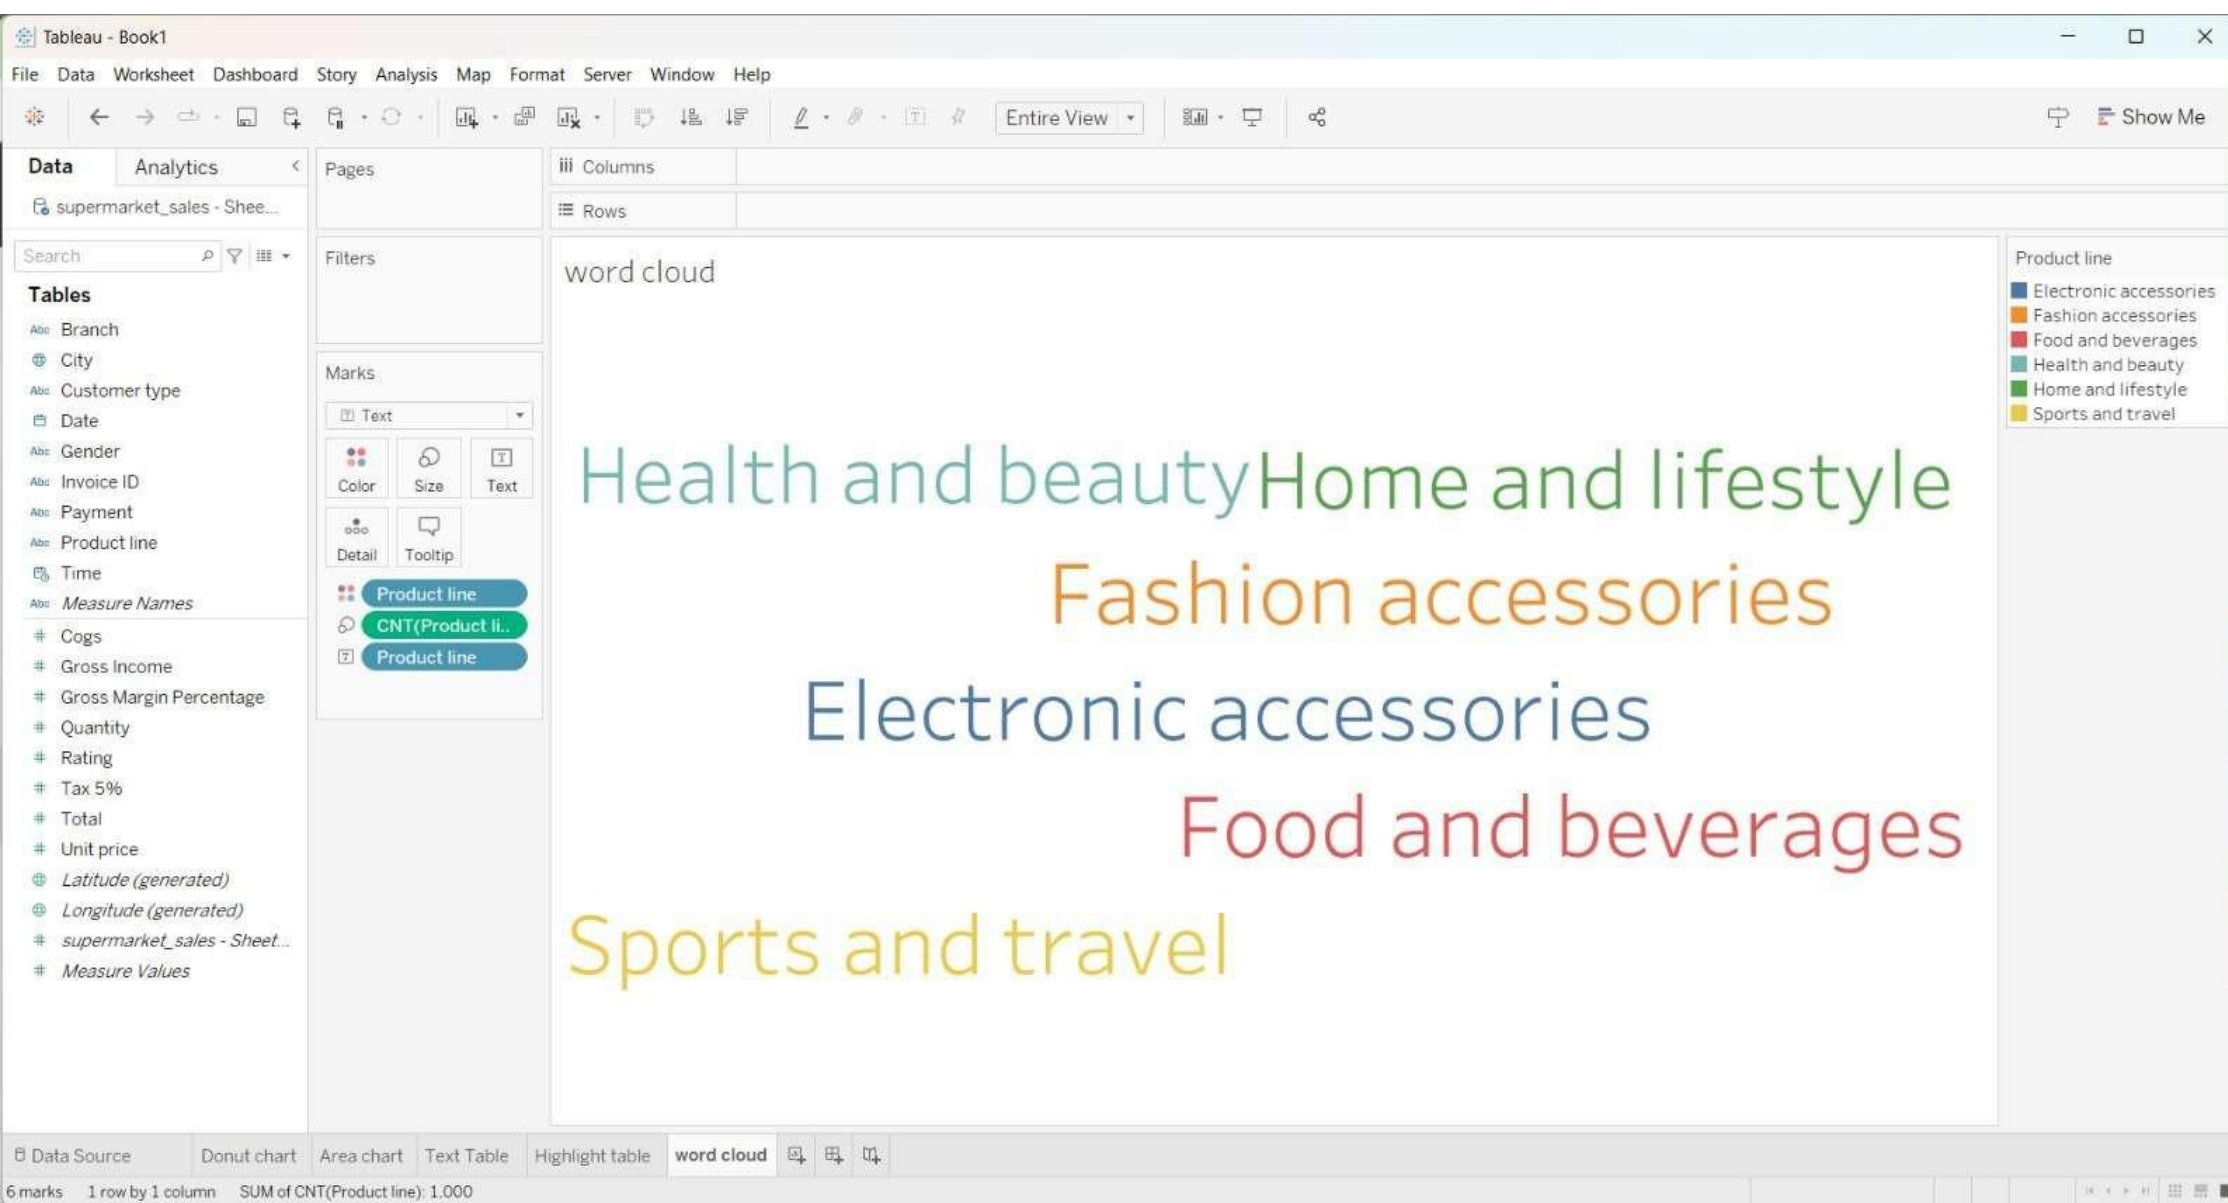 Tableau - Book1
File Data Worksheet Dashboard Story Analysis Map Format Server Window Help
Entire View
Show Me
Data Analytics
supermarket_sales - Shee...
Search
Tables
Abc Branch
City
Abc Customer type
Date
Abc Gender
Abc Invoice ID
Abc Payment
Abc Product line
Time
Abc Measure Names
# Cogs
# Gross Income
# Gross Margin Percentage
# Quantity
# Rating
# Tax 5%
# Total
# Unit price
Latitude (generated)
Longitude (generated)
# supermarket_sales - Sheet...
# Measure Values
Pages
Filters
Marks
Text
Color Size Text
Detail Tooltip
Product line
CNT(Product li..
Product line
Columns
Rows
word cloud
Health and beauty Home and lifestyle
Fashion accessories
Electronic accessories
Food and beverages
Sports and travel
Product line
Electronic accessories
Fashion accessories
Food and beverages
Health and beauty
Home and lifestyle
Sports and travel
Data Source Donut chart Area chart Text Table Highlight table word cloud
6 marks 1 row by 1 column SUM of CNT(Product line): 1.000